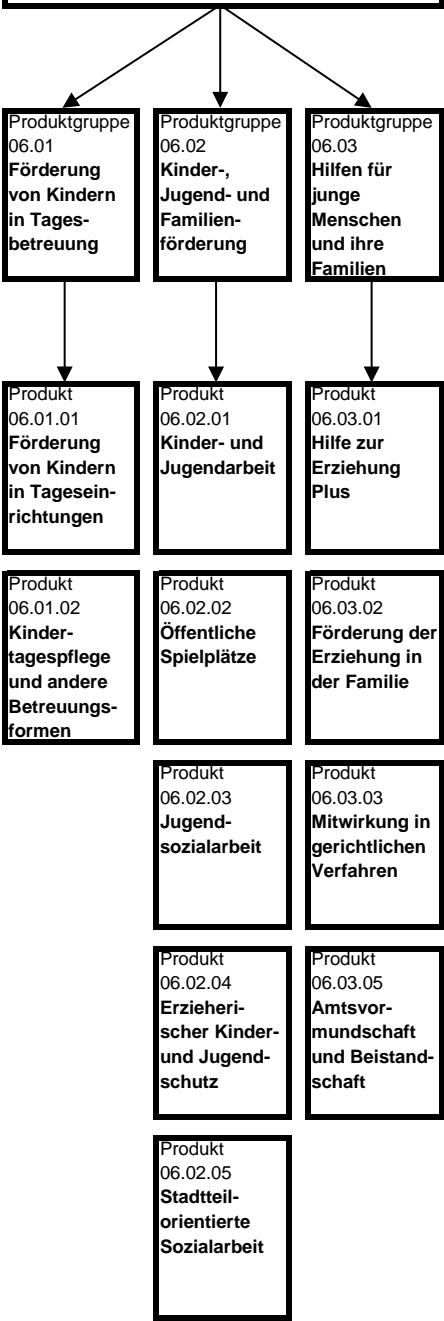 Produktgruppe
06.01
Förderung
von Kindern
in Tages-
betreuung
Produktgruppe
06.02
Kinder-,
Jugend- und
Familien-
förderung
Produktgruppe
06.03
Hilfen für
junge
Menschen
und ihre
Familien
Produkt
06.01.01
Förderung
von Kindern
in Tagesein-
richtungen
Produkt
06.02.01
Kinder- und
Jugendarbeit
Produkt
06.03.01
Hilfe zur
Erziehung
Plus
Produkt
06.01.02
Kinder-
tagespflege
und andere
Betreuungs-
formen
Produkt
06.02.02
Öffentliche
Spielplätze
Produkt
06.03.02
Förderung der
Erziehung in
der Familie
Produkt
06.02.03
Jugend-
sozialarbeit
Produkt
06.03.03
Mitwirkung in
gerichtlichen
Verfahren
Produkt
06.02.04
Erzieheri-
scher Kinder-
und Jugend-
schutz
Produkt
06.03.05
Amtsvor-
mundschaft
und Beistand-
schaft
Produkt
06.02.05
Stadtteil-
orientierte
Sozialarbeit